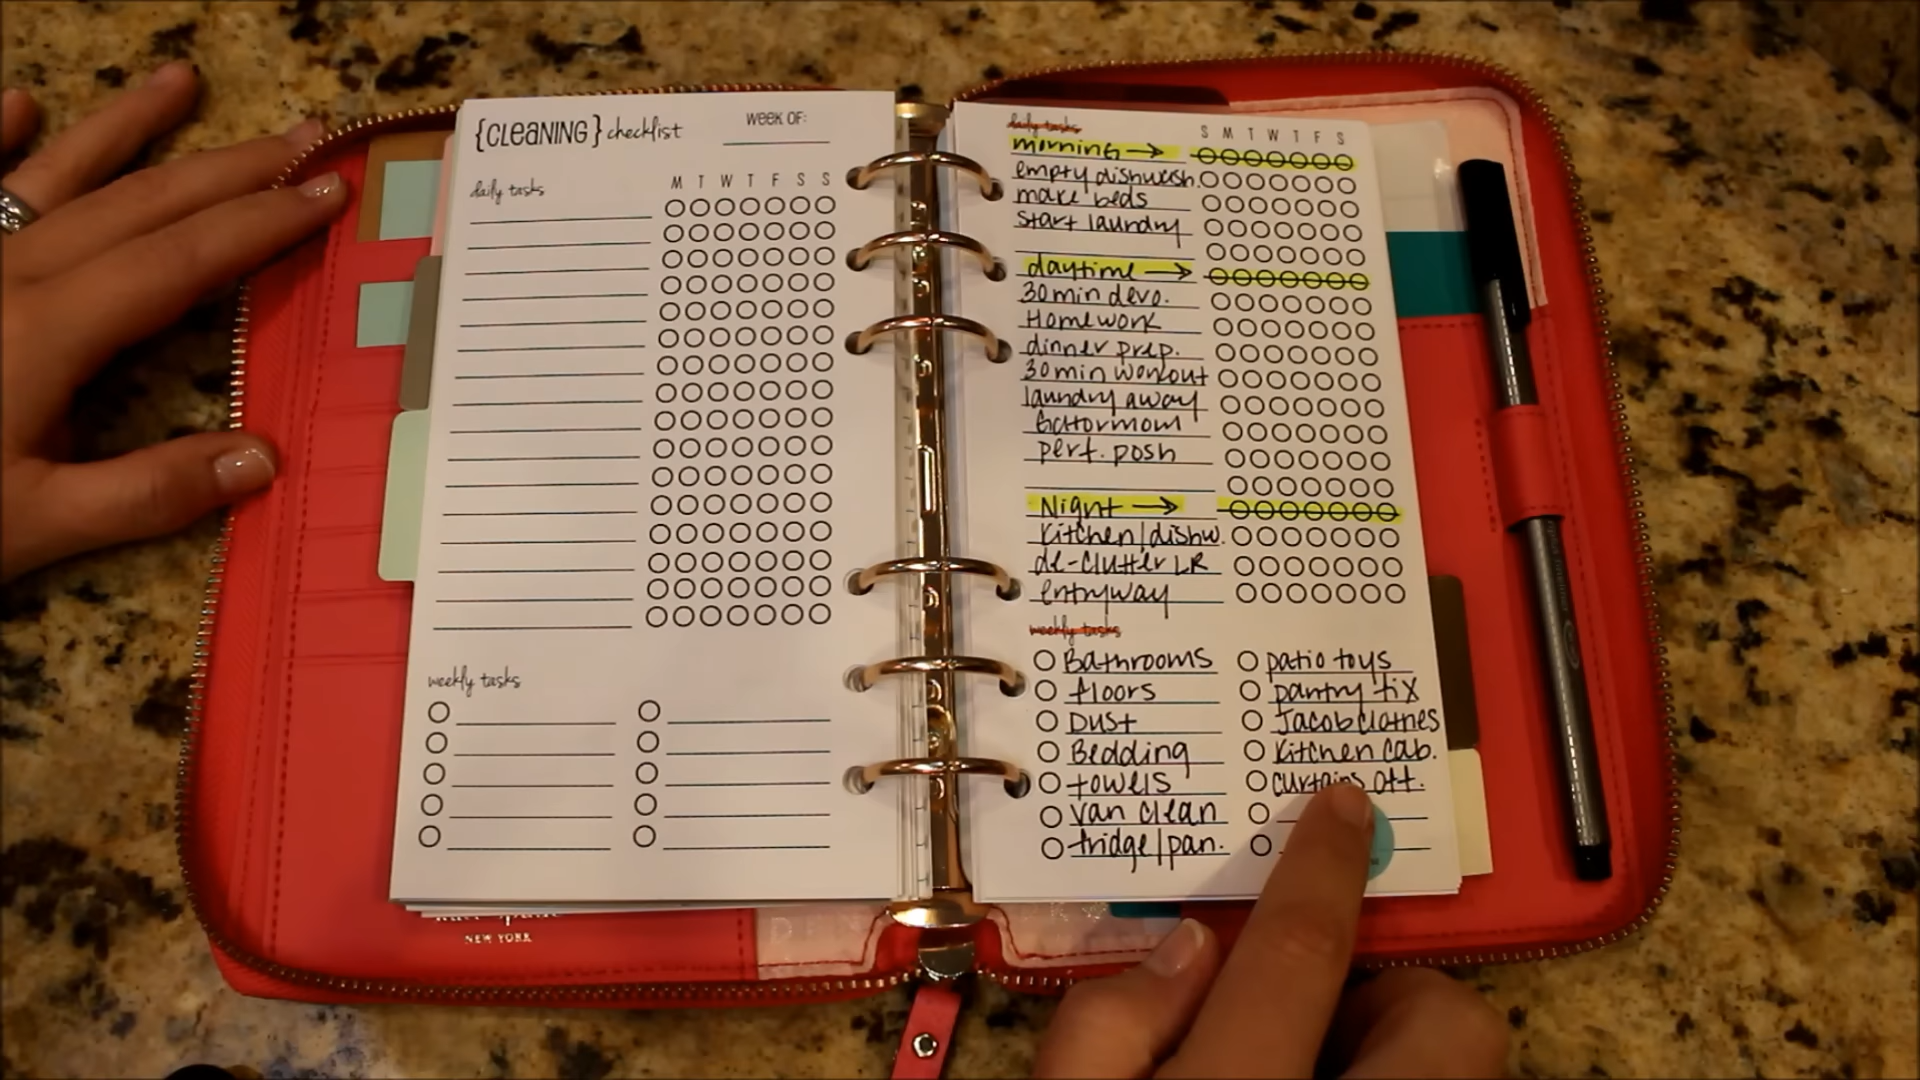 {CLEANING} checklist
WEEK OF:
daily tasks
M T W T F S S
weekly tasks
NEW YORK
daily tasks
S M T W T F S
morning →
empty dishwash.
make beds
start laundry
daytime →
30 min devo.
Homework
dinner prep.
30 min workout
laundry away
perf. posh
Night →
Kitchen/dishw.
de-clutter LR
entryway
weekly tasks
Bathrooms
floors
Dust
Bedding
towels
van clean
fridge/pan.
patio toys
pantry fix
Jacob clothes
Kitchen cab.
curtains off.